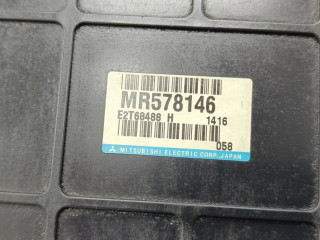 MR578146
E2T68488 H 1416
058
MITSUBISHI ELECTRIC CORP. JAPAN